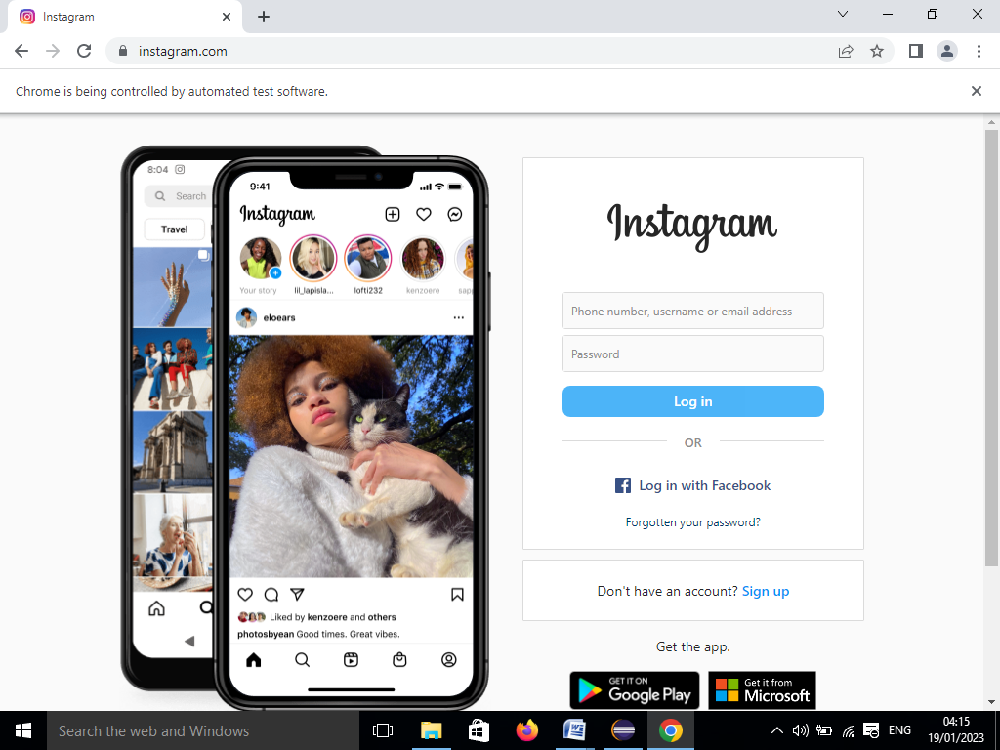 Instagram
instagram.com
Chrome is being controlled by automated test software.
8:04
Search
Travel
9:41
Instagram
Your story
lil_lapisla...
lofti232
kenzoere
sapp
eloears
Liked by kenzoere and others
photosbyean Good times. Great vibes.
Instagram
Phone number, username or email address
Password
Log in
OR
Log in with Facebook
Forgotten your password?
Don't have an account? Sign up
Get the app.
GET IT ON
Google Play
Get it from
Microsoft
Search the web and Windows
ENG
04:15
19/01/2023